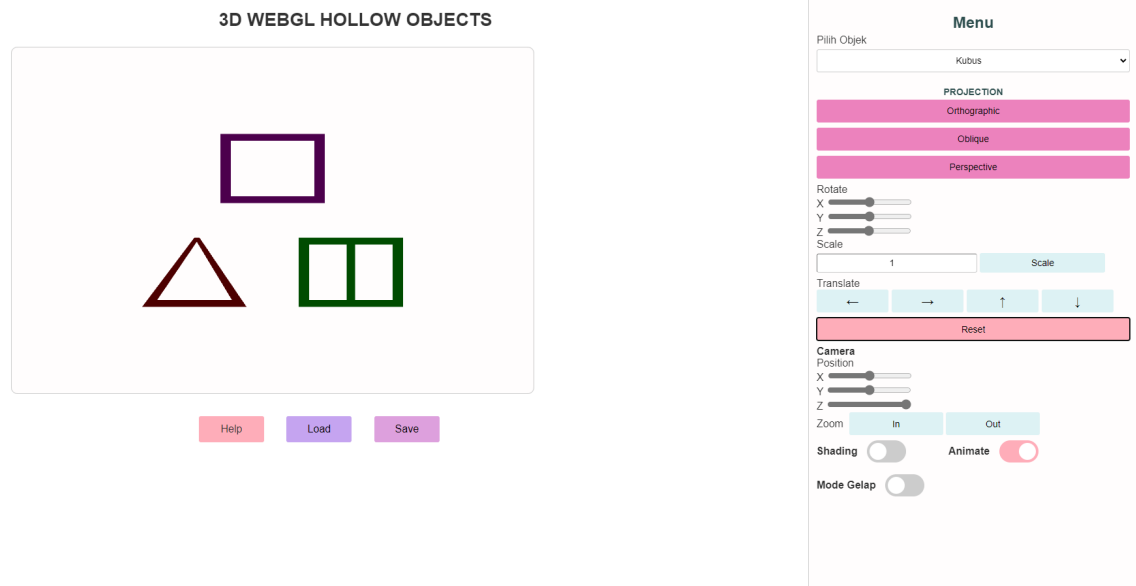 3D WEBGL HOLLOW OBJECTS
Help
Load
Save
Menu
Pilih Objek
Kubus
PROJECTION
Orthographic
Oblique
Perspective
Rotate
X
Y
Z
Scale
1
Scale
Translate
← → ↑ ↓
Reset
Camera
Position
X
Y
Z
Zoom In Out
Shading Animate
Mode Gelap